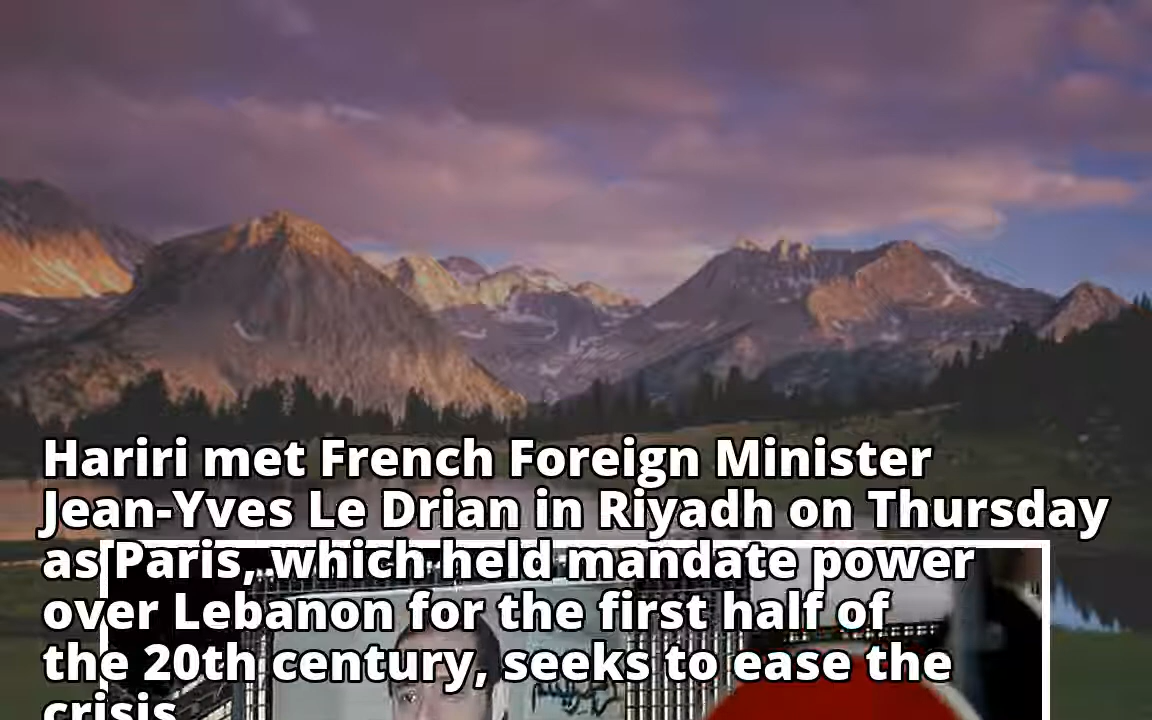 Hariri met French Foreign Minister
Jean-Yves Le Drian in Riyadh on Thursday
as Paris, which held mandate power
over Lebanon for the first half of
the 20th century, seeks to ease the
crisis.